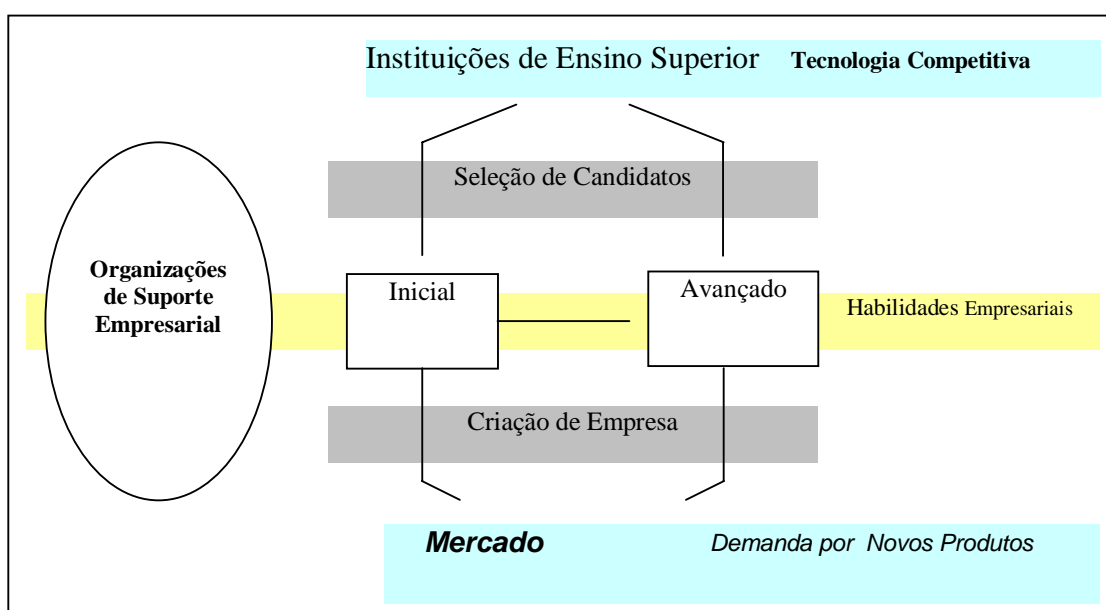 Instituições de Ensino Superior Tecnologia Competitiva
Seleção de Candidatos
Organizações
de Suporte
Empresarial
Inicial
Avançado
Habilidades Empresariais
Criação de Empresa
Mercado
Demanda por Novos Produtos